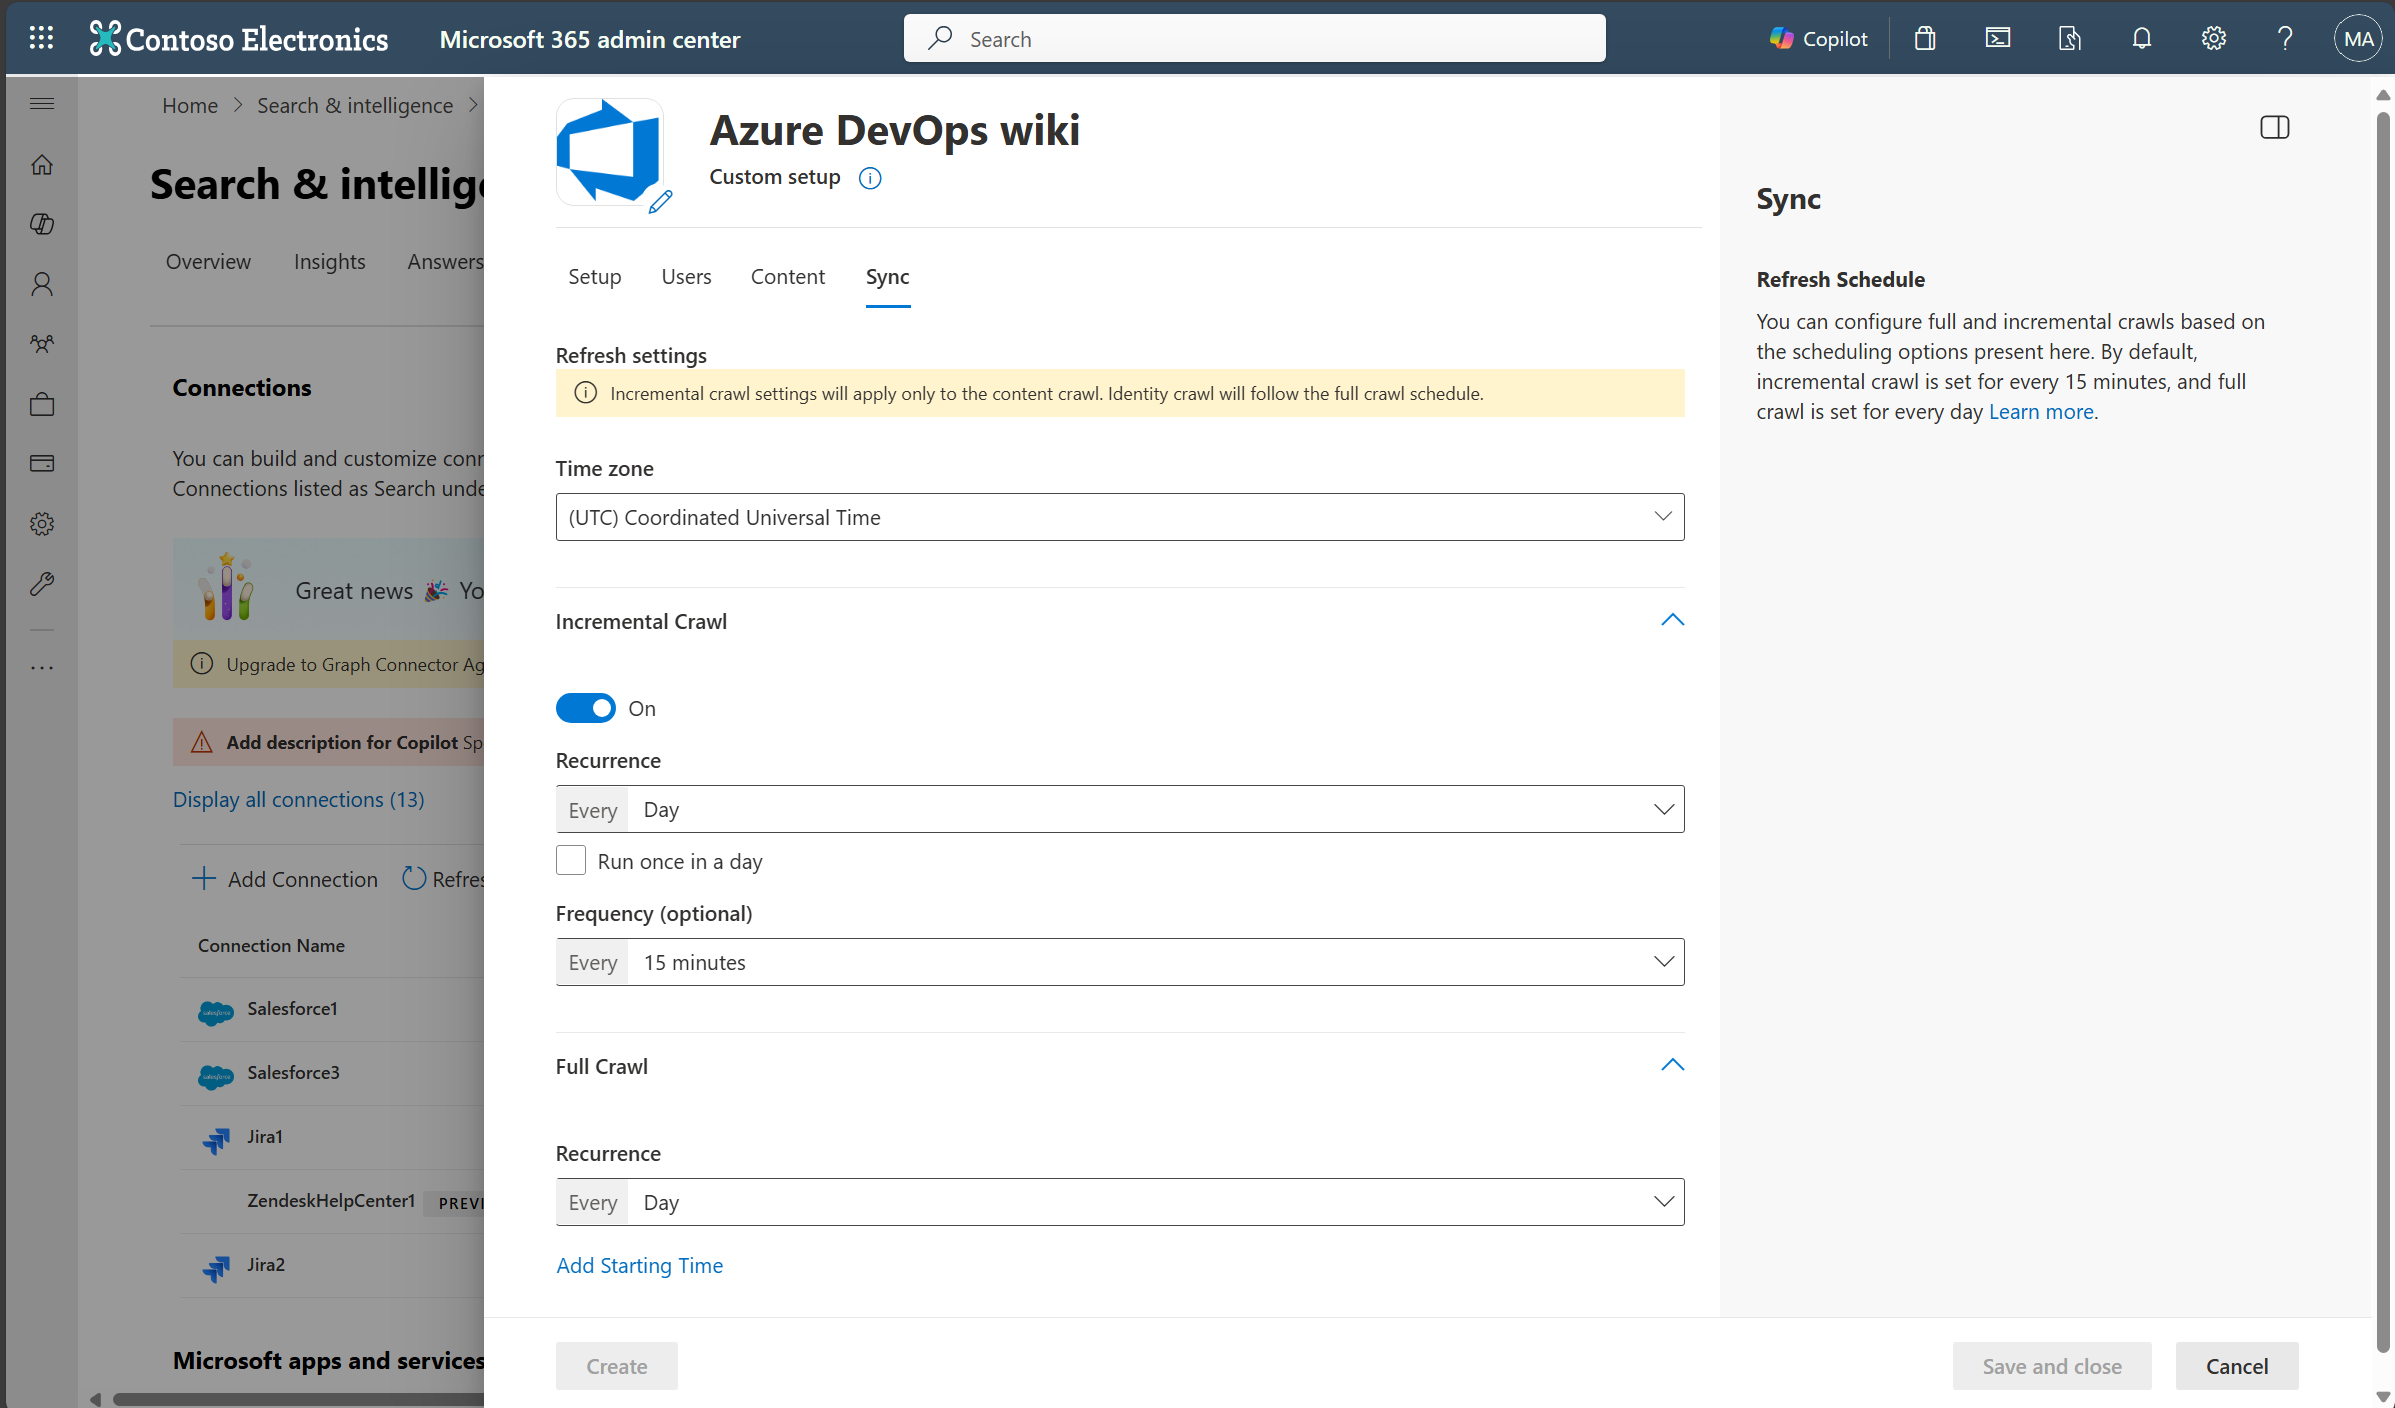 Contoso Electronics
Microsoft 365 admin center
Search
Copilot
MA
Home > Search & intelligence >
Search & intellig
Overview
Insights
Answers
Connections
You can build and customize
Connections listed as Search
Great news
Upgrade to Graph Connector
Add description for Copilot
Display all connections (13)
Add Connection
Connection Name
Salesforce1
Salesforce3
Jira1
ZendeskHelpCenter1
PREVI
Jira2
Microsoft apps and services
Azure DevOps wiki
Custom setup
Setup
Users
Content
Sync
Refresh settings
Incremental crawl settings will apply only to the content crawl. Identity crawl will follow the full crawl schedule.
Time zone
(UTC) Coordinated Universal Time
Incremental Crawl
On
Recurrence
Every Day
Run once in a day
Frequency (optional)
Every 15 minutes
Full Crawl
Recurrence
Every Day
Add Starting Time
Create
Save and close
Cancel
Sync
Refresh Schedule
You can configure full and incremental crawls based on
the scheduling options present here. By default,
incremental crawl is set for every 15 minutes, and full
crawl is set for every day Learn more.